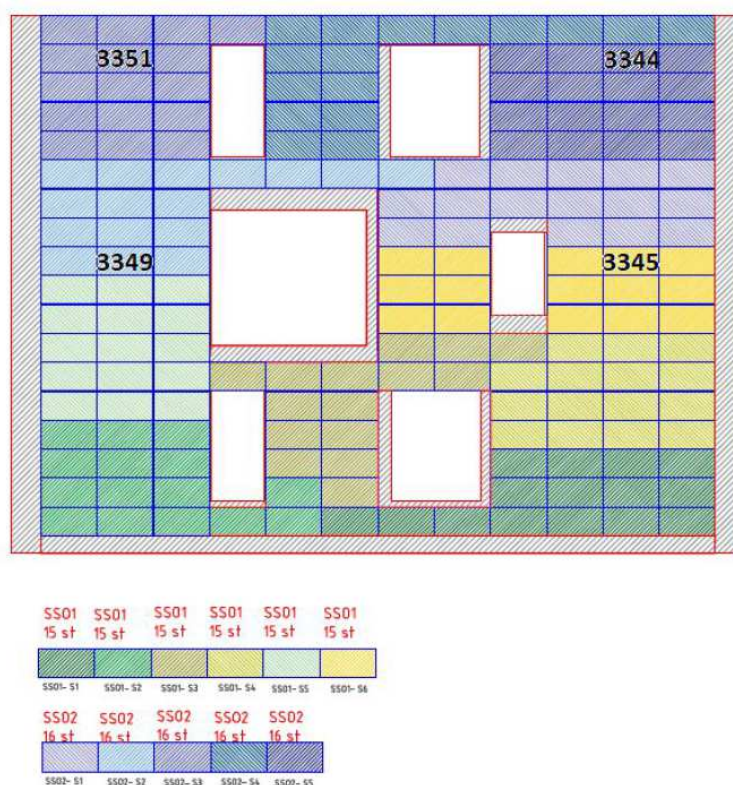 3351
3344
3349
3345
SS01 SS01 SS01 SS01 SS01 SS01
15 st 15 st 15 st 15 st 15 st 15 st
SS01- S1 SS01- S2 SS01- S3 SS01- S4 SS01- S5 SS01- S6
SS02 SS02 SS02 SS02 SS02
16 st 16 st 16 st 16 st 16 st
SS02- S1 SS02- S2 SS02- S3 SS02- S4 SS02- S5